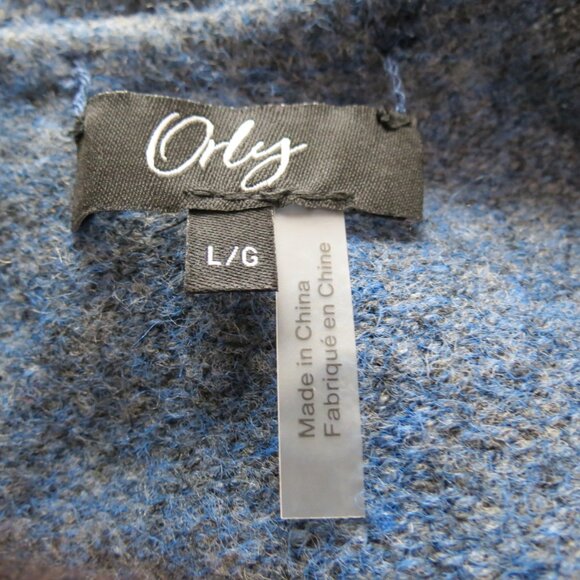 Orly
L/G
Made in China
Fabriqué en Chine